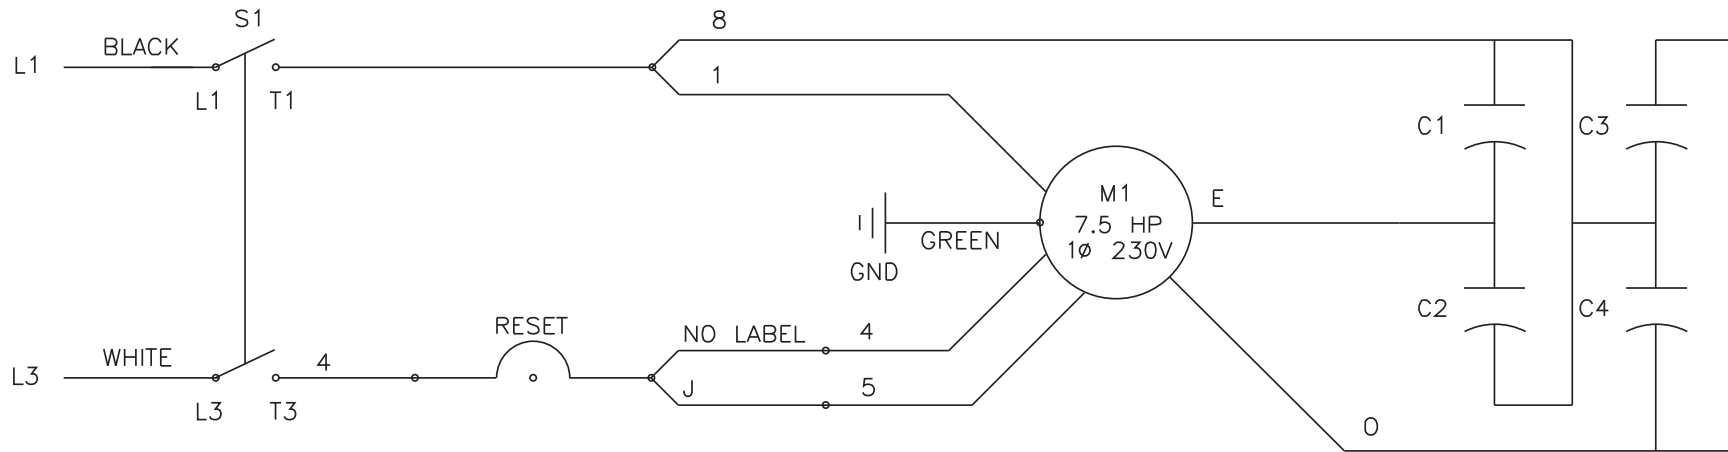 S1
8
BLACK
L1
1
L1
T1
C1
C3
M1
E
7.5 HP
1ø 230V
GREEN
GND
C2
C4
RESET
NO LABEL
4
WHITE
4
L3
J
5
L3
T3
O